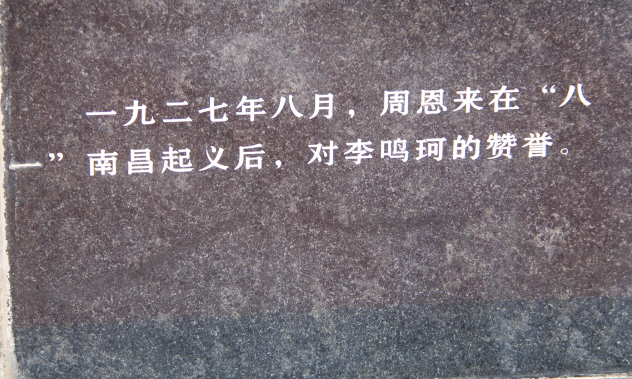 一九二七年八月，周恩来在“八
一”南昌起义后，对李鸣珂的赞誉。